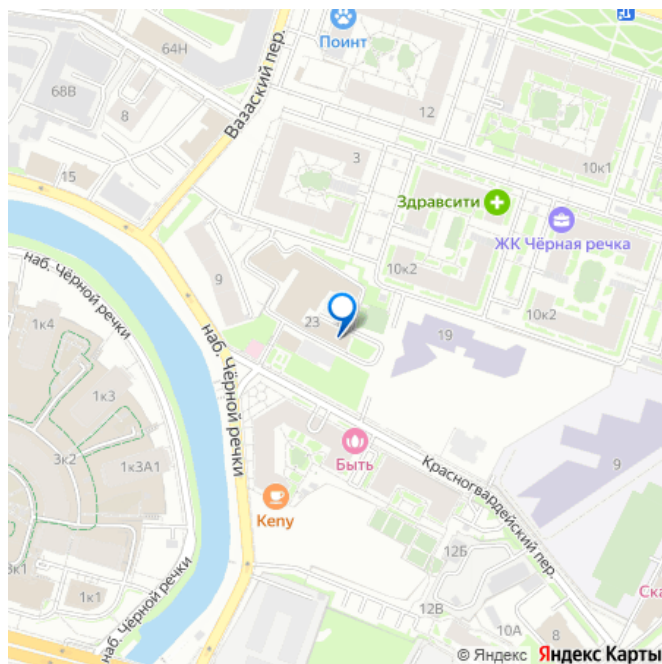 64Н
Поинт
Вазаский пер.
68В
8
12
3
10к1
15
Здравсити
ЖК Чёрная речка
наб. Чёрной речки
10к2
9
10к2
1к4
23
19
наб. Чёрной речки
1к3
Быть
Красногвардейский пер.
3к2
1к3А1
9
Keny
12Б
наб. Чёрной речки
1к1
12В
10А
8
Ска
© Яндекс Яндекс Карты